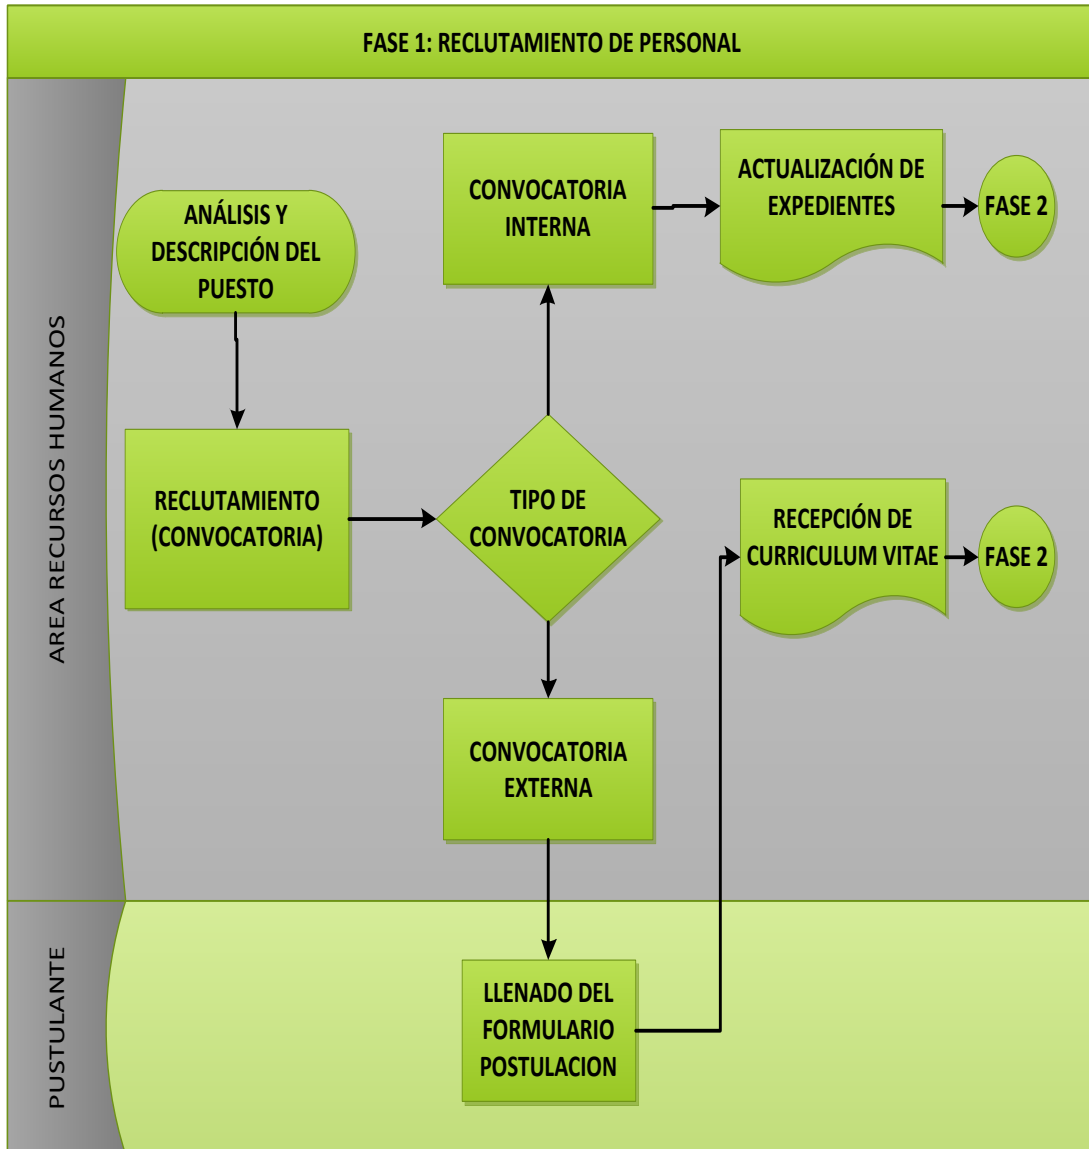 FASE 1: RECLUTAMIENTO DE PERSONAL
AREA RECURSOS HUMANOS
ANÁLISIS Y
DESCRIPCIÓN DEL
PUESTO
CONVOCATORIA
INTERNA
ACTUALIZACIÓN DE
EXPEDIENTES
FASE 2
RECLUTAMIENTO
(CONVOCATORIA)
TIPO DE
CONVOCATORIA
RECEPCIÓN DE
CURRICULUM VITAE
FASE 2
CONVOCATORIA
EXTERNA
PUSTULANTE
LLENADO DEL
FORMULARIO
POSTULACION